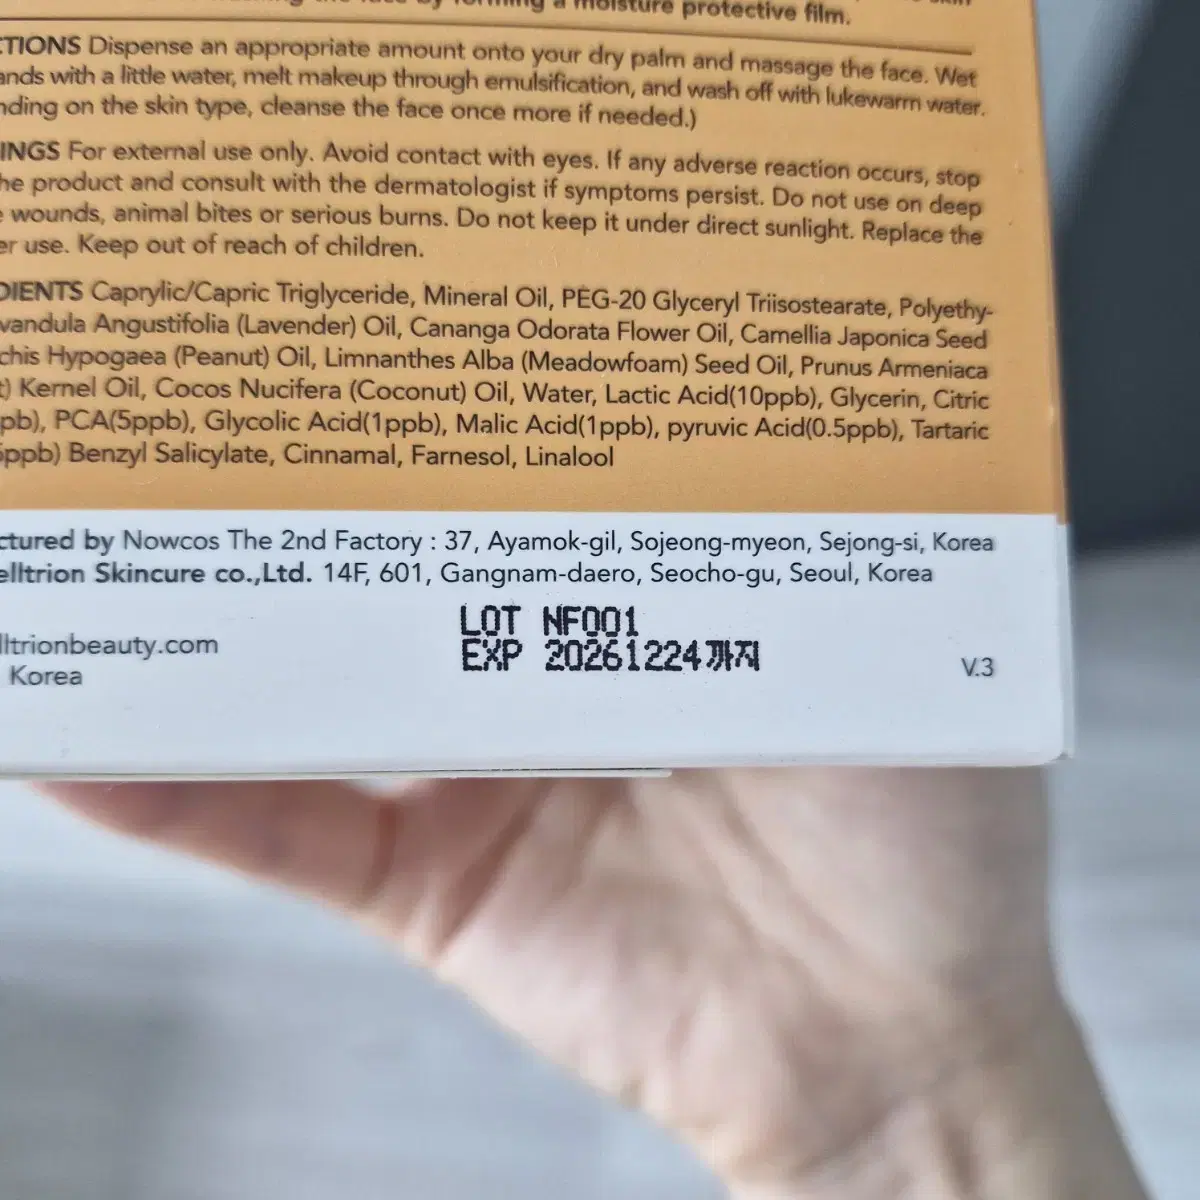 the face by forming a moisture protective film.
CTIONS Dispense an appropriate amount onto your dry palm and massage the face. Wet
ands with a little water, melt makeup through emulsification, and wash off with lukewarm water.
nding on the skin type, cleanse the face once more if needed.)
INGS For external use only. Avoid contact with eyes. If any adverse reaction occurs, stop
he product and consult with the dermatologist if symptoms persist. Do not use on deep
wounds, animal bites or serious burns. Do not keep it under direct sunlight. Replace the
er use. Keep out of reach of children.
DIENTS Caprylic/Capric Triglyceride, Mineral Oil, PEG-20 Glyceryl Triisostearate, Polyethy-
vandula Angustifolia (Lavender) Oil, Cananga Odorata Flower Oil, Camellia Japonica Seed
chis Hypogaea (Peanut) Oil, Limnanthes Alba (Meadowfoam) Seed Oil, Prunus Armeniaca
t) Kernel Oil, Cocos Nucifera (Coconut) Oil, Water, Lactic Acid(10ppb), Glycerin, Citric
pb), PCA(5ppb), Glycolic Acid(1ppb), Malic Acid(1ppb), pyruvic Acid(0.5ppb), Tartaric
5ppb) Benzyl Salicylate, Cinnamal, Farnesol, Linalool
ctured by Nowcos The 2nd Factory : 37, Ayamok-gil, Sojeong-myeon, Sejong-si, Korea
elltrion Skincure co.,Ltd. 14F, 601, Gangnam-daero, Seocho-gu, Seoul, Korea
LOT NF001
lltrionbeauty.com
EXP 20261224까지
Korea
V.3